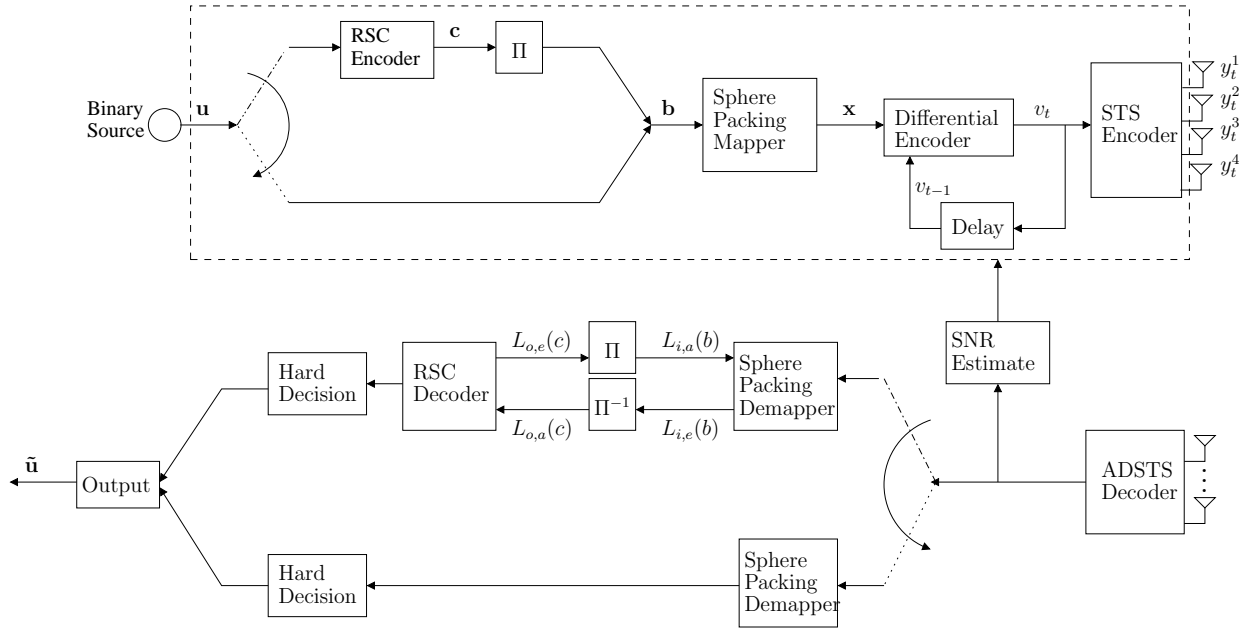 Binary
Source
u
RSC
Encoder
c
Π
b
Sphere
Packing
Mapper
x
Differential
Encoder
v_t
v_{t−1}
Delay
STS
Encoder
y_t^1
y_t^2
y_t^3
y_t^4
SNR
Estimate
ADSTS
Decoder
Sphere
Packing
Demapper
L_{i,a}(b)
L_{i,e}(b)
Π
Π^{−1}
L_{o,e}(c)
L_{o,a}(c)
RSC
Decoder
Hard
Decision
Sphere
Packing
Demapper
Hard
Decision
Output
ũ